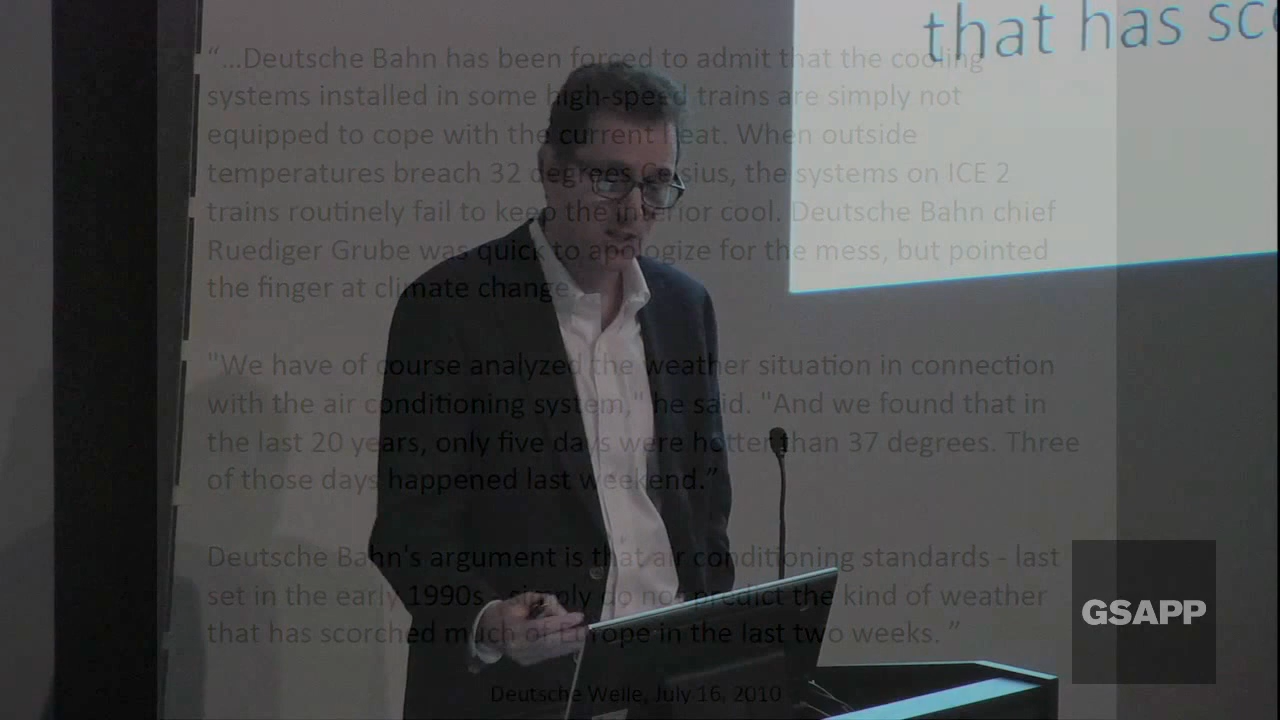 that has sc
“...Deutsche Bahn has been forced to admit that the cooling
systems installed in some high-speed trains are simply not
equipped to cope with the current heat. When outside
temperatures breach 32 degrees Celsius, the systems on ICE 2
trains routinely fail to keep the interior cool. Deutsche Bahn chief
Ruediger Grube was quick to apologize for the mess, but pointed
the finger at climate change.
"We have of course analyzed the weather situation in connection
with the air conditioning system," he said. "And we found that in
the last 20 years, only five days were hotter than 37 degrees. Three
of those days happened last weekend.”
Deutsche Bahn's argument is that air conditioning standards - last
set in the early 1990s - simply do not predict the kind of weather
that has scorched much of Europe in the last two weeks. ”
GSAPP
Deutsche Welle, July 16, 2010